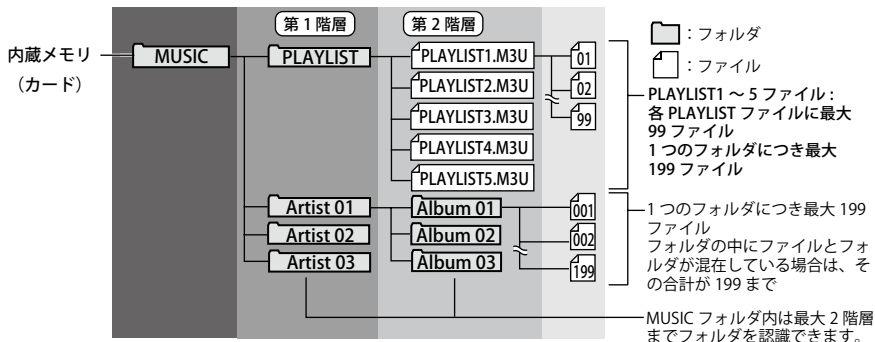 第 1 階層
第 2 階層
内蔵メモリ
（カード）
MUSIC
PLAYLIST
PLAYLIST1.M3U
PLAYLIST2.M3U
PLAYLIST3.M3U
PLAYLIST4.M3U
PLAYLIST5.M3U
01
02
99
：フォルダ
：ファイル
PLAYLIST1 ～ 5 ファイル :
各 PLAYLIST ファイルに最大
99 ファイル
1 つのフォルダにつき最大
199 ファイル
Artist 01
Artist 02
Artist 03
Album 01
Album 02
Album 03
001
002
199
1 つのフォルダにつき最大 199
ファイル
フォルダの中にファイルとフォ
ルダが混在している場合は、そ
の合計が 199 まで
MUSIC フォルダ内は最大 2 階層
までフォルダを認識できます。